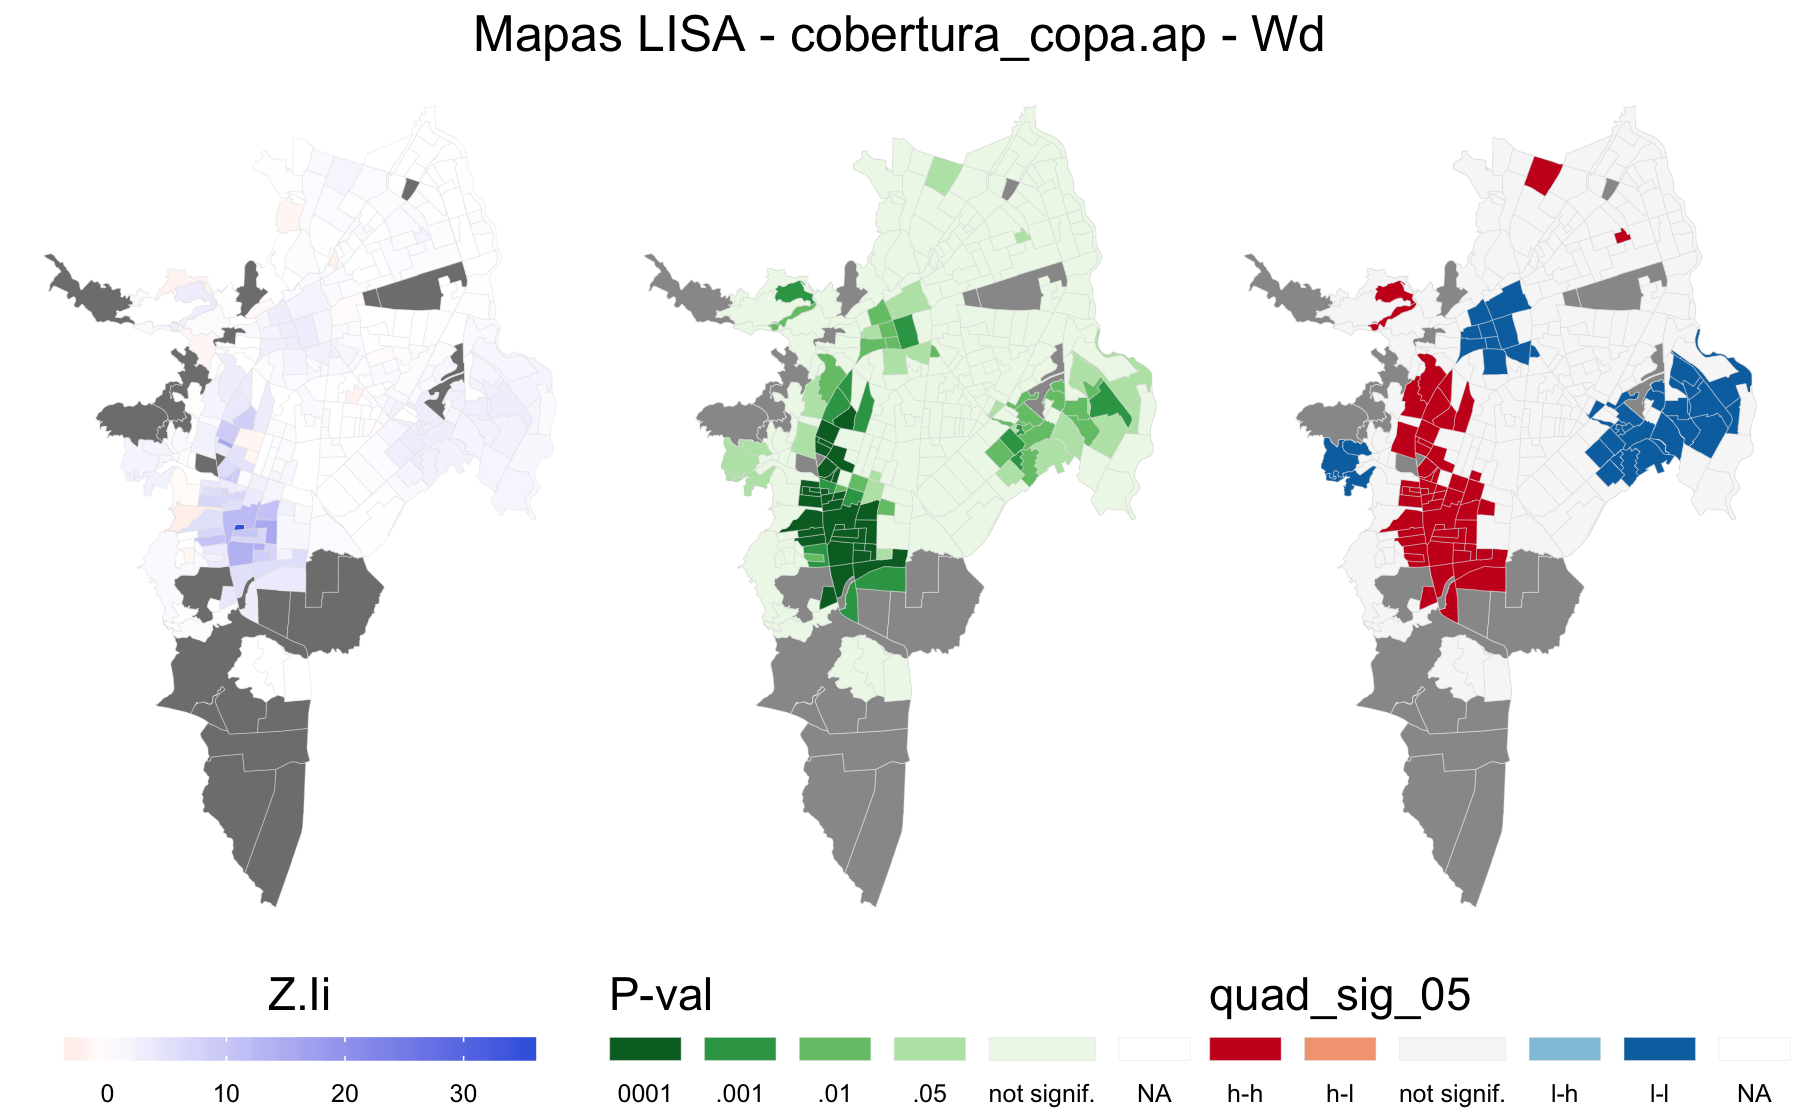 Mapas LISA - cobertura_copa.ap - Wd
Z.Ii
0 10 20 30
P-val
0001 .001 .01 .05 not signif. NA
quad_sig_05
h-h h-l not signif. l-h l-l NA